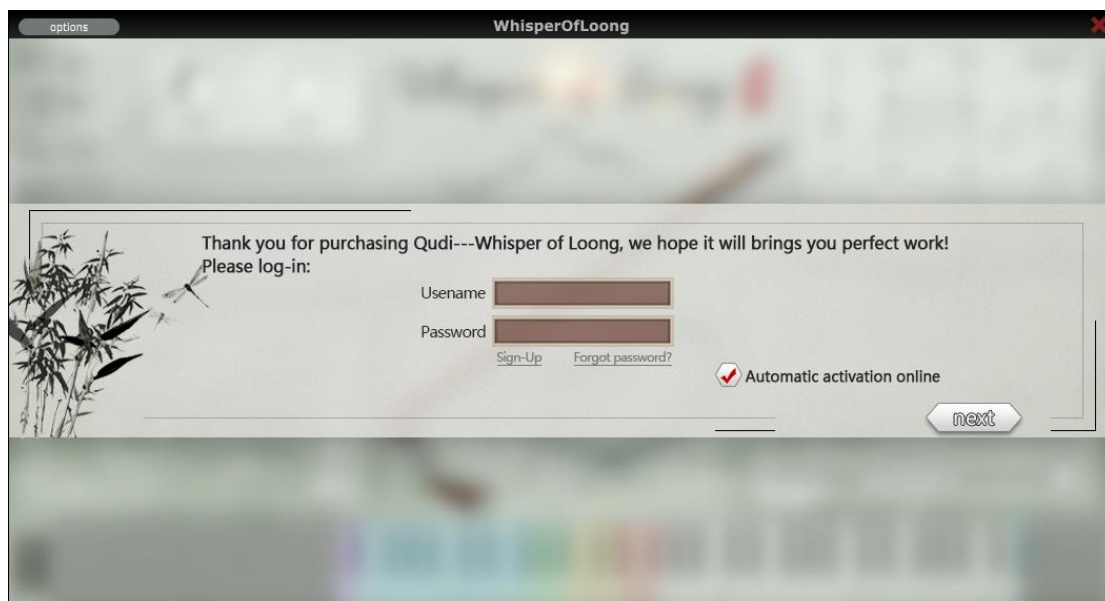 options
WhisperOfLoong
Thank you for purchasing Qudi---Whisper of Loong, we hope it will brings you perfect work!
Please log-in:
Usename
Password
Sign-Up Forgot password?
Automatic activation online
next